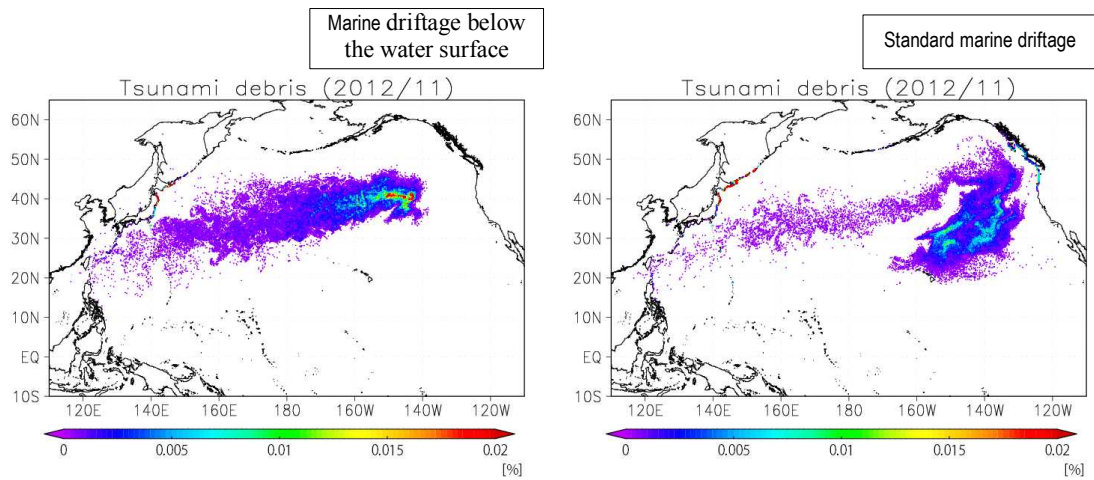 Marine driftage below
the water surface
Tsunami debris (2012/11)
60N
50N
40N
30N
20N
10N
EQ
10S
120E 140E 160E 180 160W 140W 120W
0 0.005 0.01 0.015 0.02
[%]
Standard marine driftage
Tsunami debris (2012/11)
60N
50N
40N
30N
20N
10N
EQ
10S
120E 140E 160E 180 160W 140W 120W
0 0.005 0.01 0.015 0.02
[%]